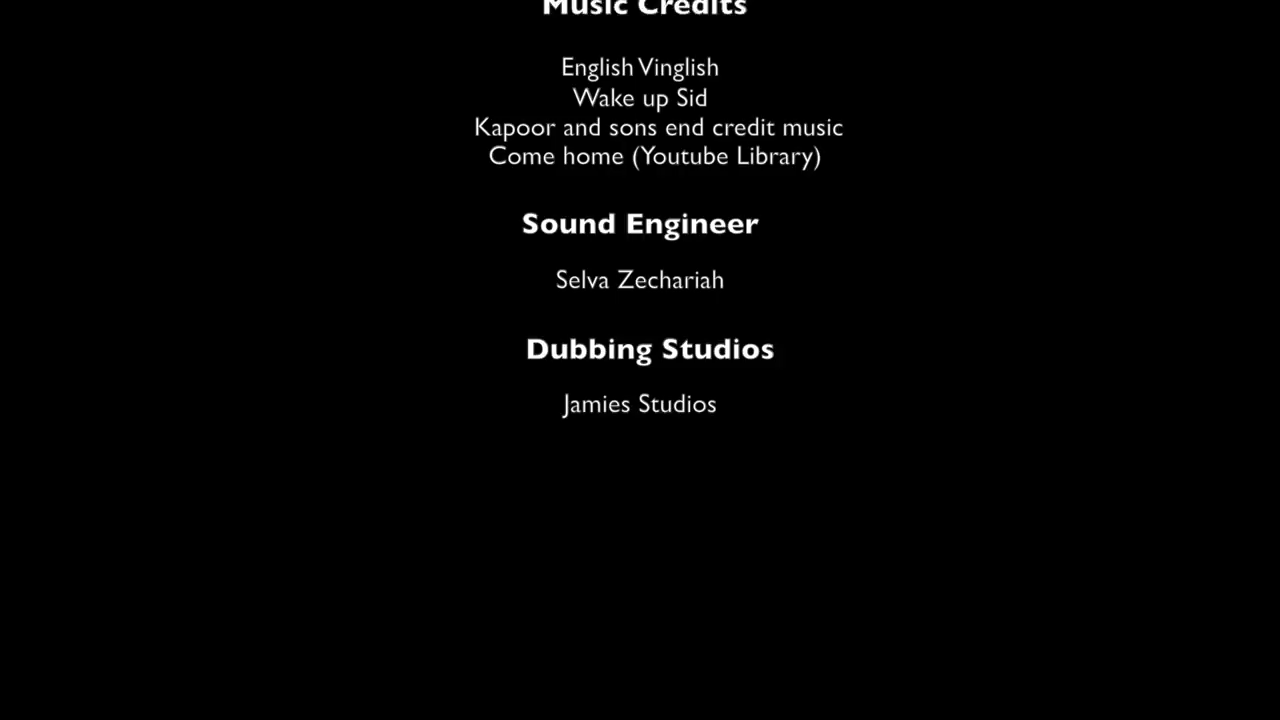 Music Credits
English Vinglish
Wake up Sid
Kapoor and sons end credit music
Come home (Youtube Library)
Sound Engineer
Selva Zechariah
Dubbing Studios
Jamies Studios